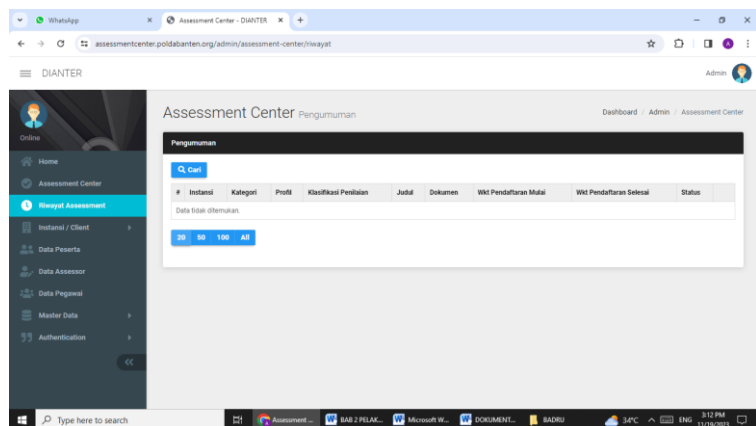 WhatsApp
Assessment Center - DIANTER
assessmentcenter.poldabanten.org/admin/assessment-center/riwayat
DIANTER
Admin
Online
Home
Assessment Center
Riwayat Assessment
Instansi / Client
Data Peserta
Data Assessor
Data Pegawai
Master Data
Authentication
Assessment Center Pengumuman
Dashboard / Admin / Assessment Center
Pengumuman
Cari
# Instansi Kategori Profil Klasifikasi Penilaian Judul Dokumen Wkt Pendaftaran Mulai Wkt Pendaftaran Selesai Status
Data tidak ditemukan.
20 50 100 All
Type here to search
Assessment ... BAB 2 PELAK... Microsoft W... DOKUMENT... BADRU
34°C ENG 3:12 PM
11/19/2023